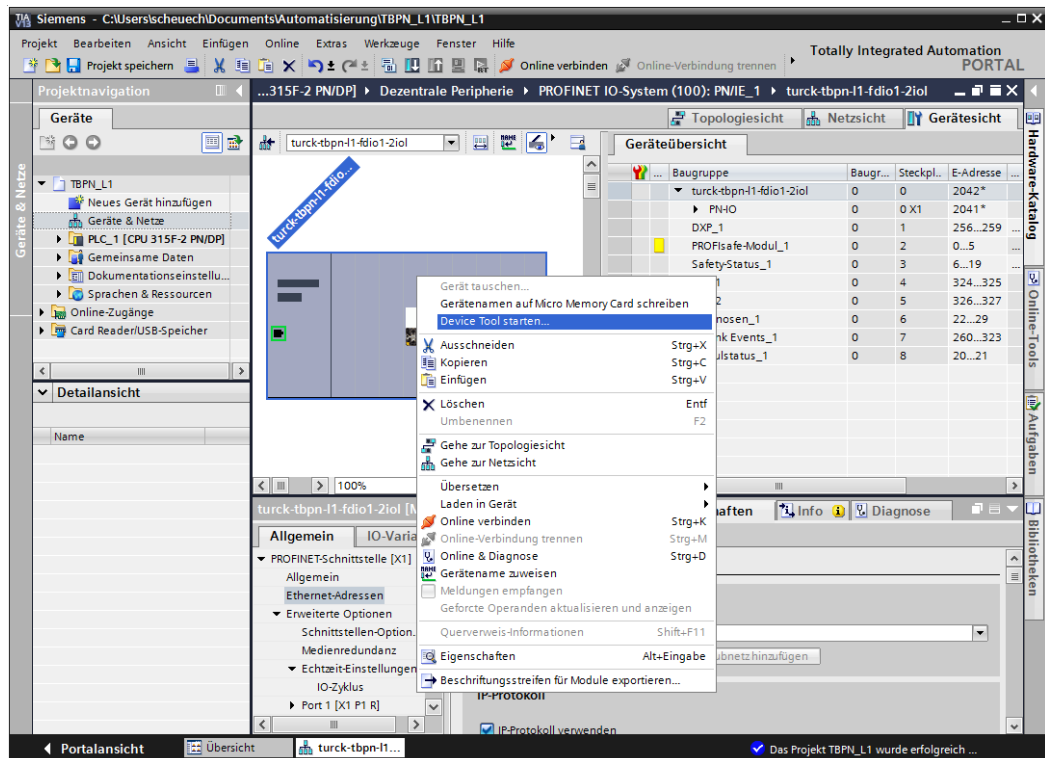 Siemens - C:\Users\scheuech\Documents\Automatisierung\TBPN_L1\TBPN_L1
Projekt Bearbeiten Ansicht Einfügen Online Extras Werkzeuge Fenster Hilfe
Projekt speichern Online verbinden Online-Verbindung trennen
Totally Integrated Automation
PORTAL
Projektnavigation
...315F-2 PN/DP] Dezentrale Peripherie PROFINET IO-System (100): PN/IE_1 turck-tbpn-l1-fdio1-2iol
Geräte
Topologiesicht Netzsicht Gerätesicht
turck-tbpn-l1-fdio1-2iol
Geräteübersicht
TBPN_L1
Neues Gerät hinzufügen
Geräte & Netze
PLC_1 [CPU 315F-2 PN/DP]
Gemeinsame Daten
Dokumentationseinstellu...
Sprachen & Ressourcen
Online-Zugänge
Card Reader/USB-Speicher
Detailansicht
Name
Geräte & Netze
turck-tbpn-l1-fdio...
... Baugruppe Baugr... Steckpl.. E-Adresse ...
turck-tbpn-l1-fdio1-2iol 0 0 2042*
PN-IO 0 0 X1 2041*
DXP_1 0 1 256...259 ...
PROFIsafe-Modul_1 0 2 0...5 ...
Safety-Status_1 0 3 6...19 ...
1 0 4 324...325
2 0 5 326...327
nosen_1 0 6 22...29
nk Events_1 0 7 260...323
ulstatus_1 0 8 20...21
Gerät tauschen...
Gerätenamen auf Micro Memory Card schreiben
Device Tool starten...
Ausschneiden Strg+X
Kopieren Strg+C
Einfügen Strg+V
Löschen Entf
Umbenennen F2
Gehe zur Topologiesicht
Gehe zur Netzsicht
Übersetzen
Laden in Gerät
Online verbinden Strg+K
Online-Verbindung trennen Strg+M
Online & Diagnose Strg+D
Gerätename zuweisen
Meldungen empfangen
Geforcte Operanden aktualisieren und anzeigen
Querverweis-Informationen Shift+F11
Eigenschaften Alt+Eingabe
Beschriftungsstreifen für Module exportieren...
100%
turck-tbpn-l1-fdio1-2iol [M
aften Info Diagnose
Allgemein IO-Varia
PROFINET-Schnittstelle [X1]
Allgemein
Ethernet-Adressen
Erweiterte Optionen
Schnittstellen-Option.
Medienredundanz
Echtzeit-Einstellungen
IO-Zyklus
Port 1 [X1 P1 R]
ubnetz hinzufügen
IP-Protokoll
IP-Protokoll verwenden
Hardware-Katalog
Online-Tools
Aufgaben
Bibliotheken
Portalansicht Übersicht turck-tbpn-l1... Das Projekt TBPN_L1 wurde erfolgreich ...